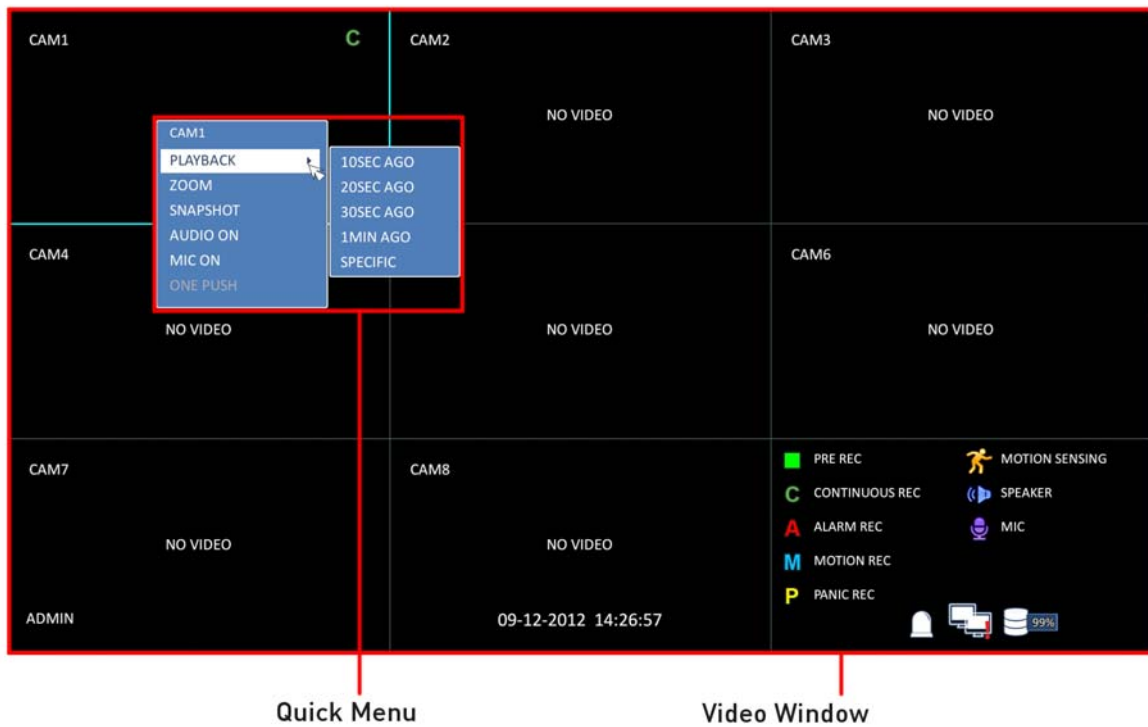 CAM1 C
CAM2
CAM3
NO VIDEO
NO VIDEO
CAM1
PLAYBACK
ZOOM
SNAPSHOT
AUDIO ON
MIC ON
ONE PUSH
10SEC AGO
20SEC AGO
30SEC AGO
1MIN AGO
SPECIFIC
CAM4
CAM6
NO VIDEO
NO VIDEO
NO VIDEO
CAM7
CAM8
NO VIDEO
NO VIDEO
ADMIN
09-12-2012 14:26:57
PRE REC
C CONTINUOUS REC
A ALARM REC
M MOTION REC
P PANIC REC
MOTION SENSING
SPEAKER
MIC
99%
Quick Menu
Video Window